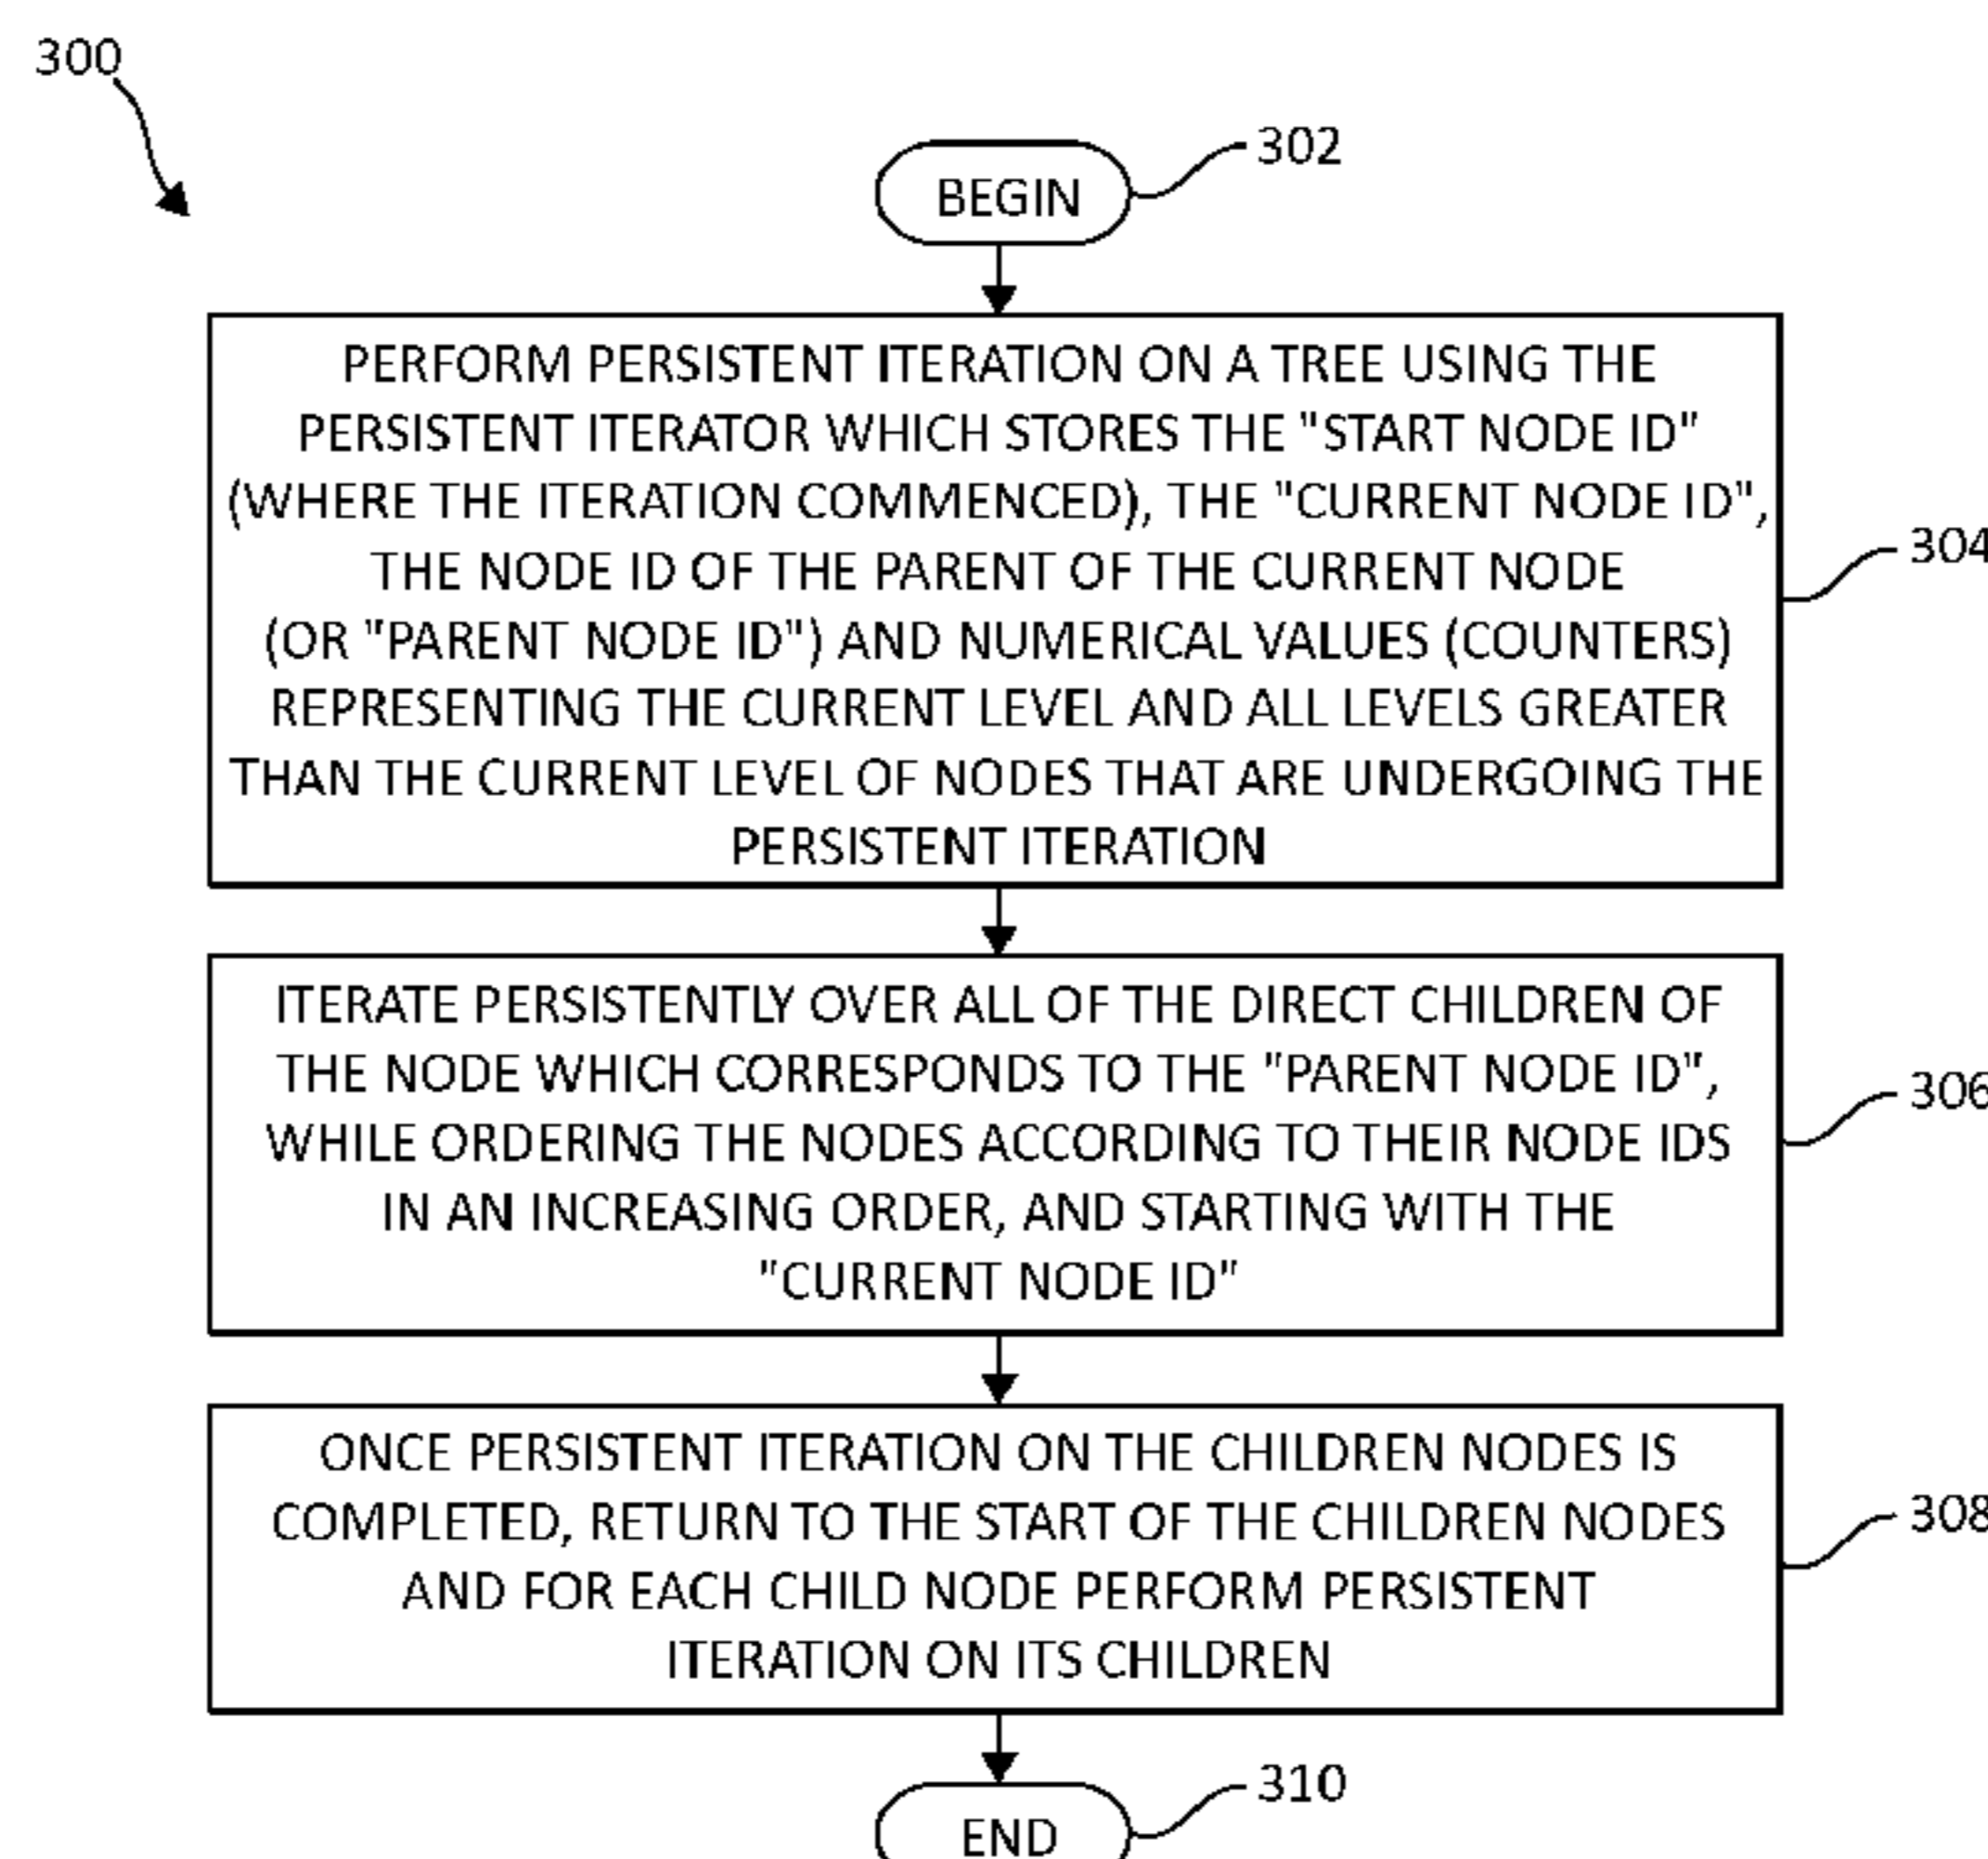 300
302
BEGIN
PERFORM PERSISTENT ITERATION ON A TREE USING THE
PERSISTENT ITERATOR WHICH STORES THE "START NODE ID"
(WHERE THE ITERATION COMMENCED), THE "CURRENT NODE ID",
THE NODE ID OF THE PARENT OF THE CURRENT NODE
(OR "PARENT NODE ID") AND NUMERICAL VALUES (COUNTERS)
REPRESENTING THE CURRENT LEVEL AND ALL LEVELS GREATER
THAN THE CURRENT LEVEL OF NODES THAT ARE UNDERGOING THE
PERSISTENT ITERATION
304
ITERATE PERSISTENTLY OVER ALL OF THE DIRECT CHILDREN OF
THE NODE WHICH CORRESPONDS TO THE "PARENT NODE ID",
WHILE ORDERING THE NODES ACCORDING TO THEIR NODE IDS
IN AN INCREASING ORDER, AND STARTING WITH THE
"CURRENT NODE ID"
306
ONCE PERSISTENT ITERATION ON THE CHILDREN NODES IS
COMPLETED, RETURN TO THE START OF THE CHILDREN NODES
AND FOR EACH CHILD NODE PERFORM PERSISTENT
ITERATION ON ITS CHILDREN
308
310
END